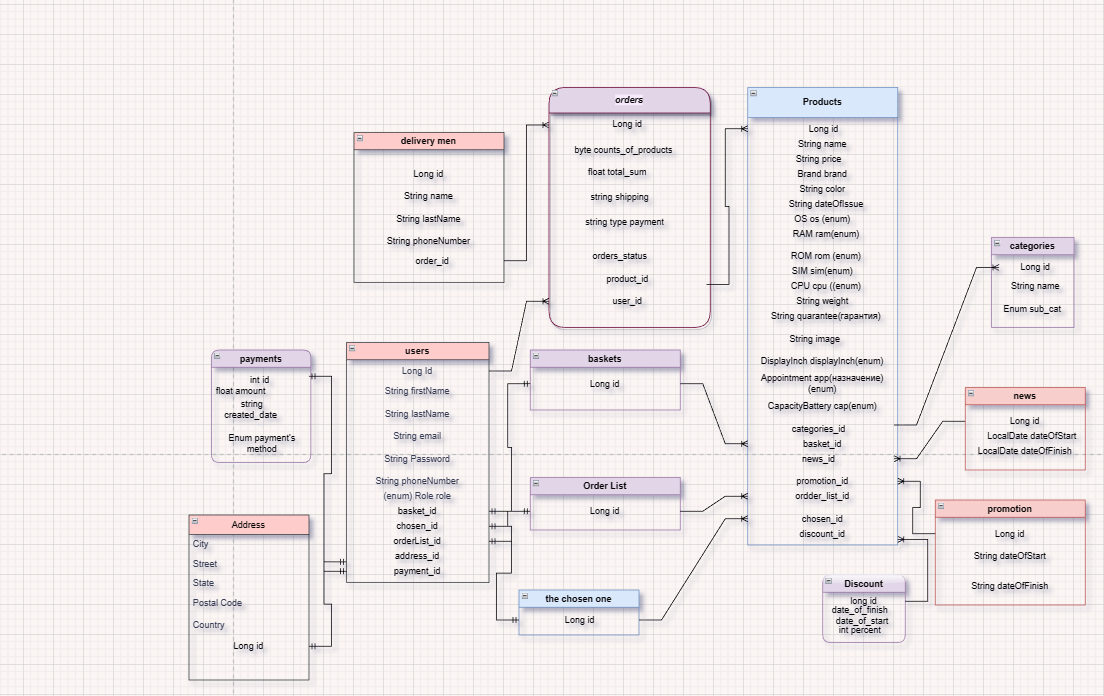 orders
Long id
byte counts_of_products
float total_sum
string shipping
string type payment
orders_status
product_id
user_id
Products
Long id
String name
String price
Brand brand
String color
String dateOfIssue
OS os (enum)
RAM ram(enum)
ROM rom (enum)
SIM sim(enum)
CPU cpu ((enum)
String weight
String quarantee(гарантия)
String image
DisplayInch displayInch(enum)
Appointment app(назначение)
(enum)
CapacityBattery cap(enum)
categories_id
basket_id
news_id
promotion_id
ordder_list_id
chosen_id
discount_id
delivery men
Long id
String name
String lastName
String phoneNumber
order_id
categories
Long id
String name
Enum sub_cat
payments
int id
float amount
string
created_date
Enum payment's
method
users
Long Id
String firstName
String lastName
String email
String Password
String phoneNumber
(enum) Role role
basket_id
chosen_id
orderList_id
address_id
payment_id
baskets
Long id
news
Long id
LocalDate dateOfStart
LocalDate dateOfFinish
Order List
Long id
promotion
Long id
String dateOfStart
String dateOfFinish
Address
City
Street
State
Postal Code
Country
Long id
the chosen one
Long id
Discount
long id
date_of_finish
date_of_start
int percent